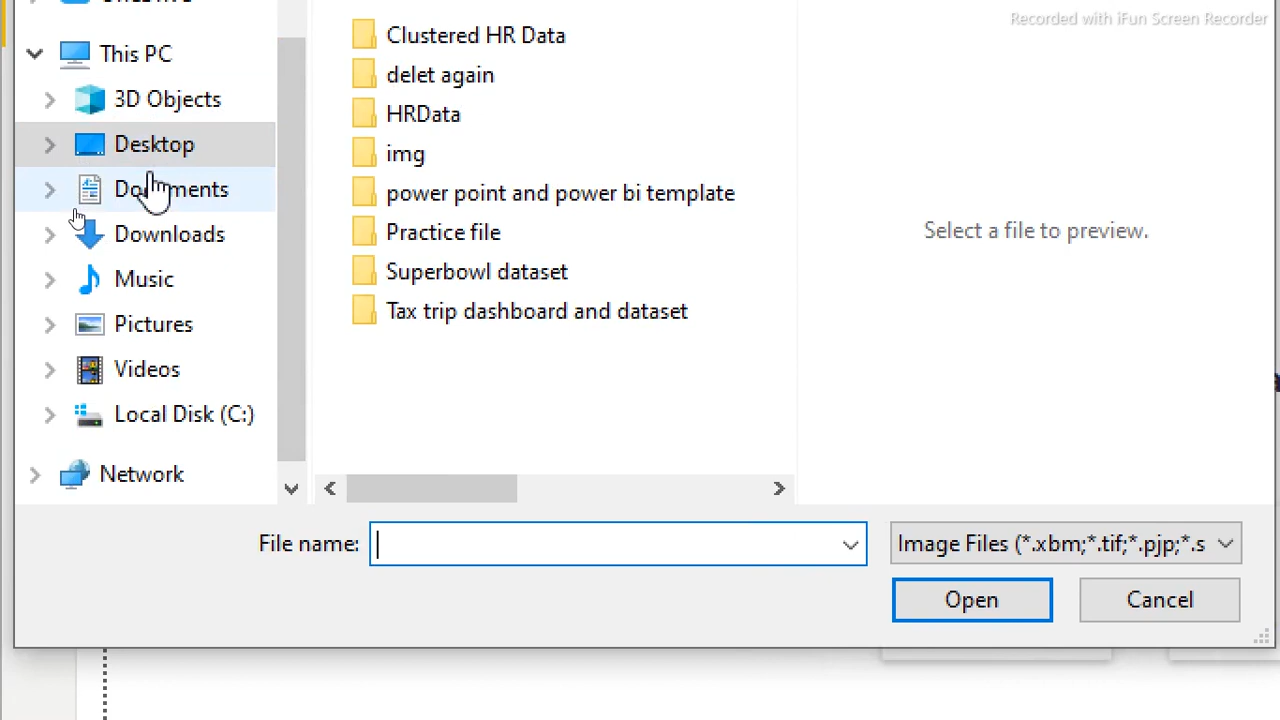 Recorded with iFun Screen Recorder
This PC
3D Objects
Desktop
Documents
Downloads
Music
Pictures
Videos
Local Disk (C:)
Network
Clustered HR Data
delet again
HRData
img
power point and power bi template
Practice file
Superbowl dataset
Tax trip dashboard and dataset
Select a file to preview.
File name:
Image Files (*.xbm;*.tif;*.pjp;*.s
Open
Cancel